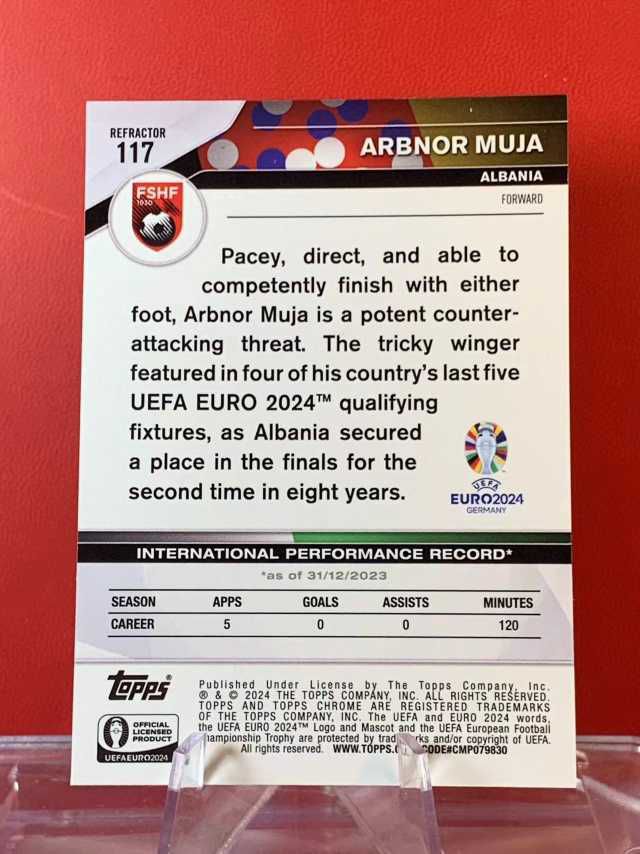 REFRACTOR
117
ARBNOR MUJA
ALBANIA
FORWARD
FSHF
1930
Pacey, direct, and able to
competently finish with either
foot, Arbnor Muja is a potent counter-
attacking threat. The tricky winger
featured in four of his country's last five
UEFA EURO 2024™ qualifying
fixtures, as Albania secured
a place in the finals for the
second time in eight years.
UEFA
EURO2024
GERMANY
INTERNATIONAL PERFORMANCE RECORD*
*as of 31/12/2023
SEASON APPS GOALS ASSISTS MINUTES
CAREER 5 0 0 120
Topps®
OFFICIAL
LICENSED
PRODUCT
UEFAEURO2024
Published Under License by The Topps Company, Inc.
® & © 2024 THE TOPPS COMPANY, INC. ALL RIGHTS RESERVED.
TOPPS AND TOPPS CHROME ARE REGISTERED TRADEMARKS
OF THE TOPPS COMPANY, INC. The UEFA and EURO 2024 words,
the UEFA EURO 2024™ Logo and Mascot and the UEFA European Football
Trophy are protected by and/or copyright of UEFA.
All rights reserved. CODE#CMP079830